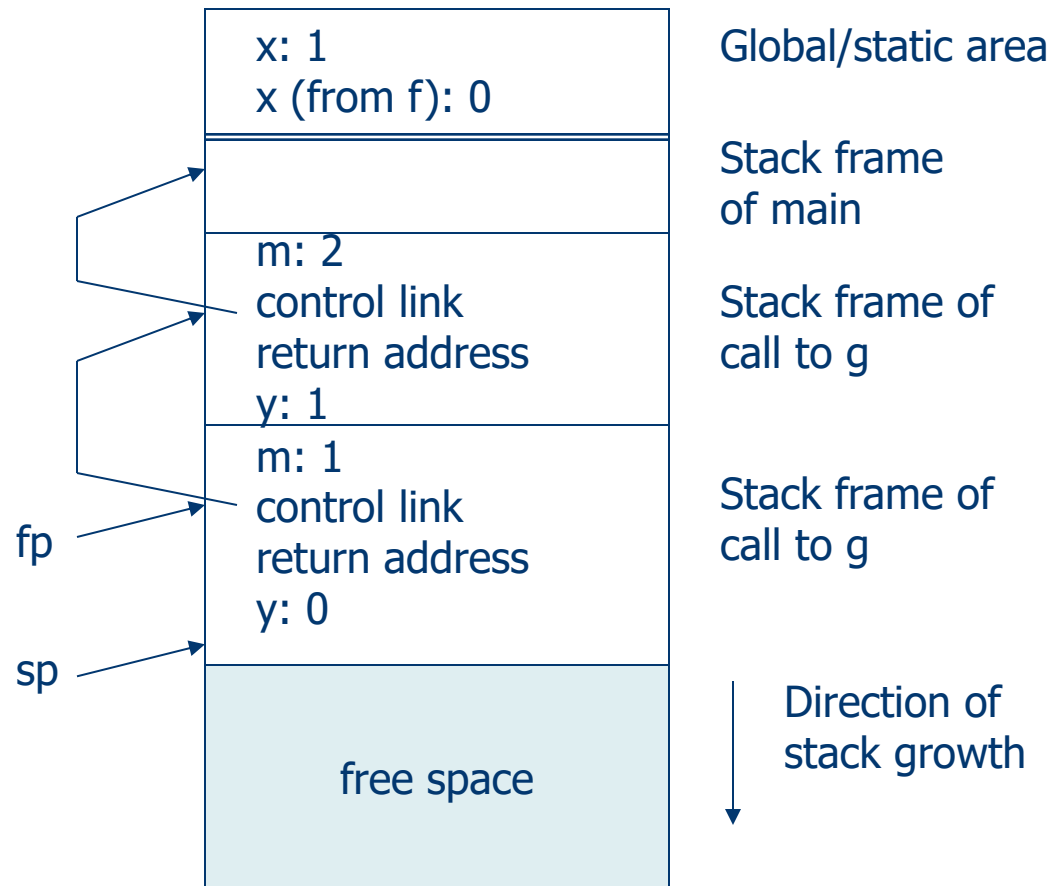 x: 1
x (from f): 0
Global/static area
Stack frame
of main
m: 2
control link
return address
y: 1
Stack frame of
call to g
m: 1
control link
return address
y: 0
Stack frame of
call to g
fp
sp
free space
Direction of
stack growth